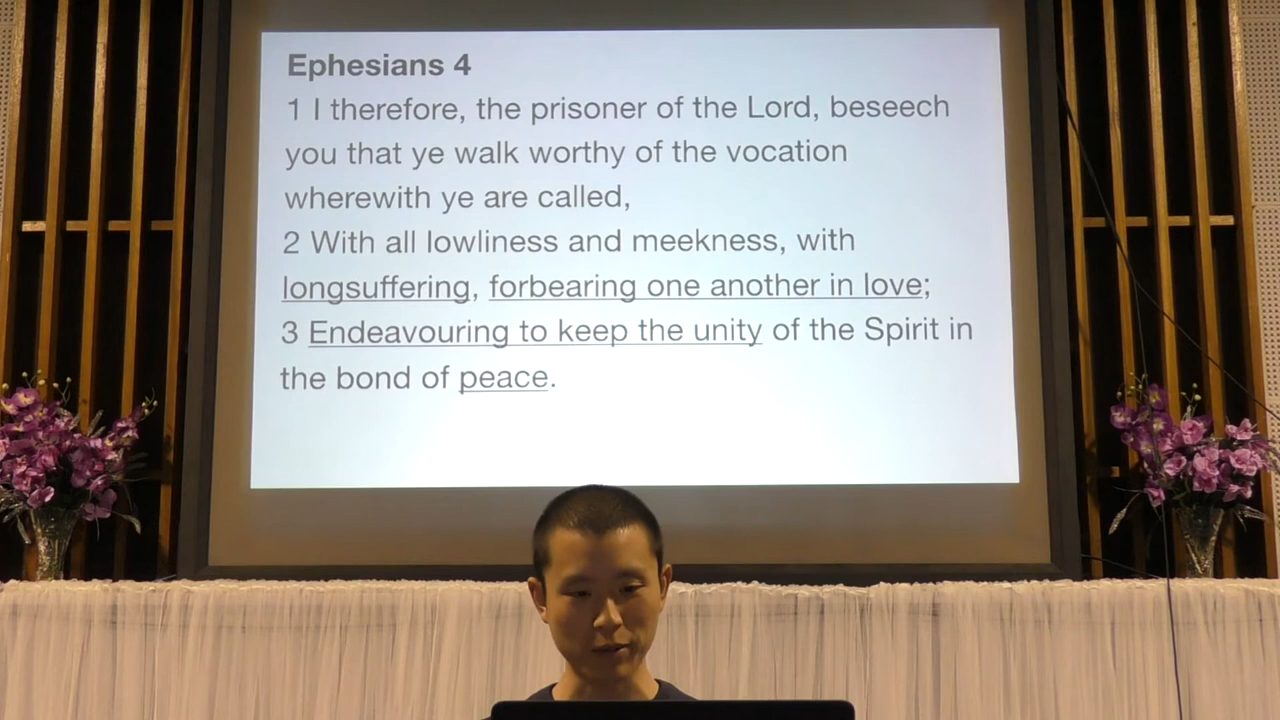 Ephesians 4
1 I therefore, the prisoner of the Lord, beseech
you that ye walk worthy of the vocation
wherewith ye are called,
2 With all lowliness and meekness, with
longsuffering, forbearing one another in love;
3 Endeavouring to keep the unity of the Spirit in
the bond of peace.